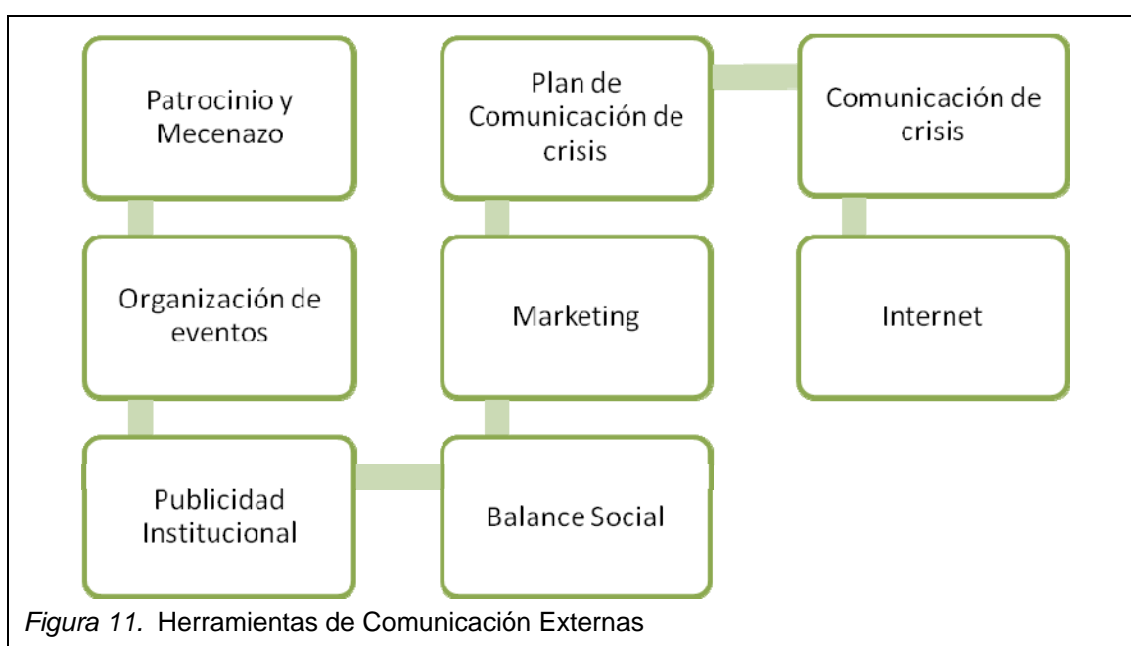 Patrocinio y
Mecenazo
Organización de
eventos
Publicidad
Institucional
Balance Social
Marketing
Plan de
Comunicación de
crisis
Comunicación de
crisis
Internet
Figura 11. Herramientas de Comunicación Externas